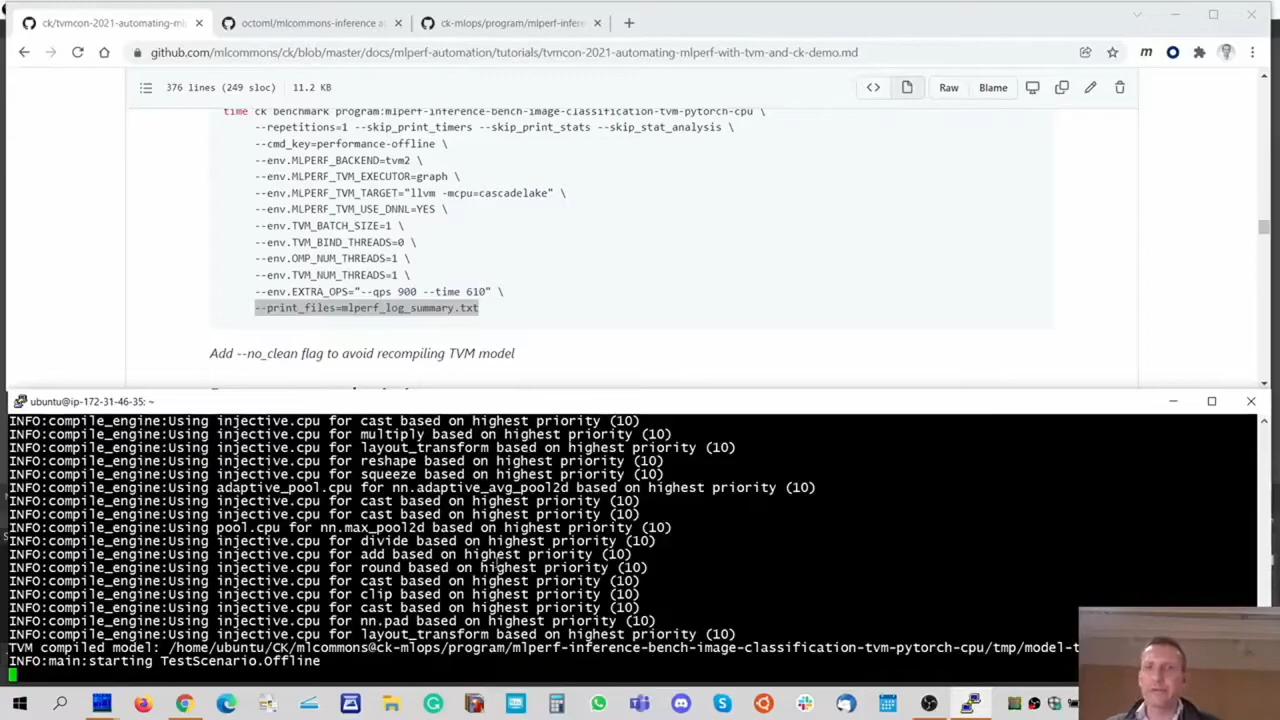 ck/tvmcon-2021-automating-ml
octoml/mlcommons-inference a
ck-mlops/program/mlperf-infere
github.com/mlcommons/ck/blob/master/docs/mlperf-automation/tutorials/tvmcon-2021-automating-mlperf-with-tvm-and-ck-demo.md
376 lines (249 sloc)
11.2 KB
Raw
Blame
time ck benchmark program:mlperf-inference-bench-image-classification-tvm-pytorch-cpu \
--repetitions=1 --skip_print_timers --skip_print_stats --skip_stat_analysis \
--cmd_key=performance-offline \
--env.MLPERF_BACKEND=tvm2 \
--env.MLPERF_TVM_EXECUTOR=graph \
--env.MLPERF_TVM_TARGET="llvm -mcpu=cascadelake" \
--env.MLPERF_TVM_USE_DNNL=YES \
--env.TVM_BATCH_SIZE=1 \
--env.TVM_BIND_THREADS=0 \
--env.OMP_NUM_THREADS=1 \
--env.TVM_NUM_THREADS=1 \
--env.EXTRA_OPS="--qps 900 --time 610" \
--print_files=mlperf_log_summary.txt
Add --no_clean flag to avoid recompiling TVM model
ubuntu@ip-172-31-46-35: ~
INFO:compile_engine:Using injective.cpu for cast based on highest priority (10)
INFO:compile_engine:Using injective.cpu for multiply based on highest priority (10)
INFO:compile_engine:Using injective.cpu for layout_transform based on highest priority (10)
INFO:compile_engine:Using injective.cpu for reshape based on highest priority (10)
INFO:compile_engine:Using injective.cpu for squeeze based on highest priority (10)
INFO:compile_engine:Using adaptive_pool.cpu for nn.adaptive_avg_pool2d based on highest priority (10)
INFO:compile_engine:Using injective.cpu for cast based on highest priority (10)
INFO:compile_engine:Using injective.cpu for cast based on highest priority (10)
INFO:compile_engine:Using pool.cpu for nn.max_pool2d based on highest priority (10)
INFO:compile_engine:Using injective.cpu for divide based on highest priority (10)
INFO:compile_engine:Using injective.cpu for add based on highest priority (10)
INFO:compile_engine:Using injective.cpu for round based on highest priority (10)
INFO:compile_engine:Using injective.cpu for cast based on highest priority (10)
INFO:compile_engine:Using injective.cpu for clip based on highest priority (10)
INFO:compile_engine:Using injective.cpu for cast based on highest priority (10)
INFO:compile_engine:Using injective.cpu for nn.pad based on highest priority (10)
INFO:compile_engine:Using injective.cpu for layout_transform based on highest priority (10)
TVM compiled model: /home/ubuntu/CK/mlcommons@ck-mlops/program/mlperf-inference-bench-image-classification-tvm-pytorch-cpu/tmp/model-t
INFO:main:starting TestScenario.Offline